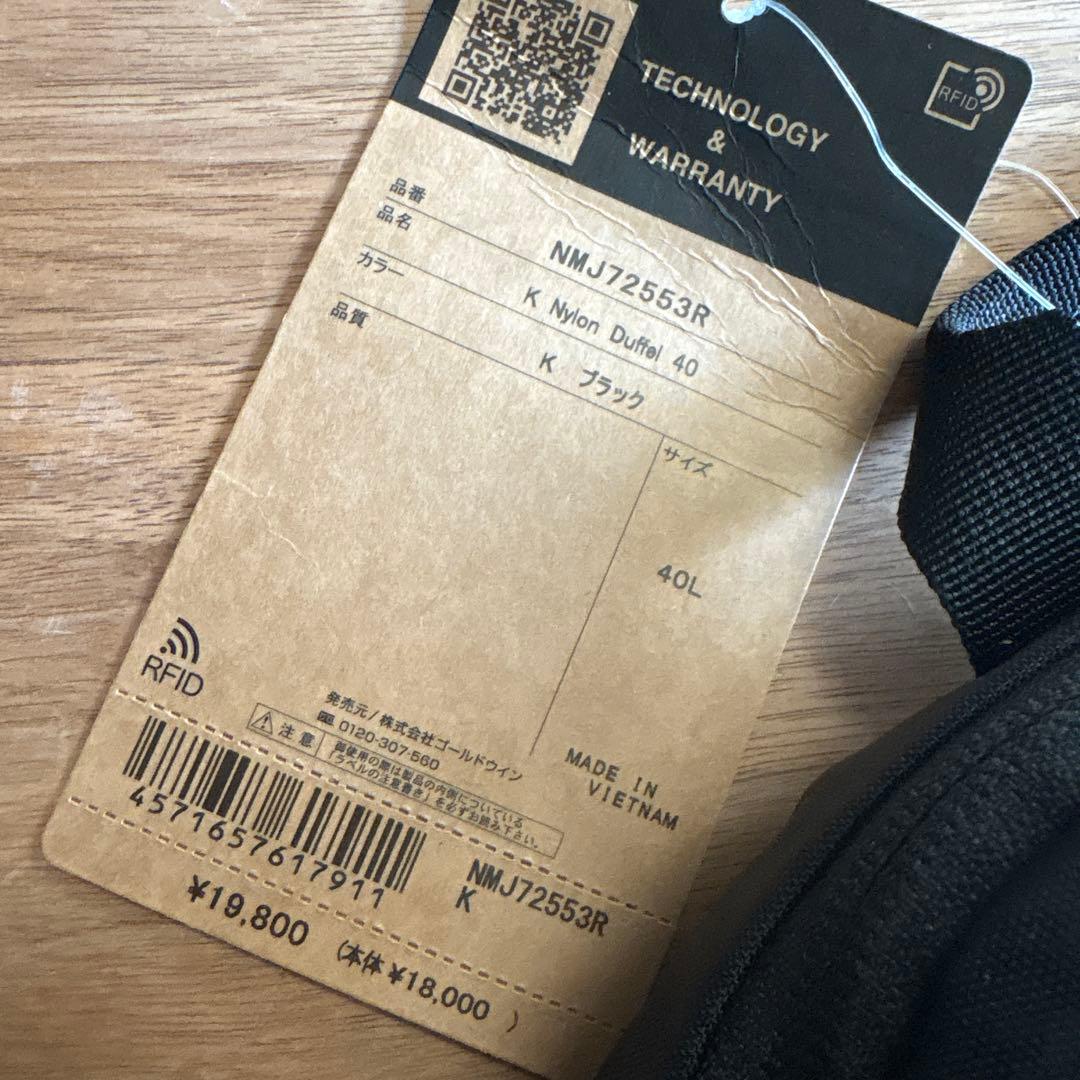 TECHNOLOGY
&
WARRANTY
RFID
品番
NMJ72553R
品名
K Nylon Duffel 40
カラー
K ブラック
品質
サイズ
40L
RFID
発売元/株式会社ゴールドウイン
0120-307-560
注意
御使用の際は製品の内側についている
「ラベルの注意書き」を必ずお読み下さい。
MADE IN
VIETNAM
4571657617911
NMJ72553R
K
¥19,800
(本体 ¥18,000 )